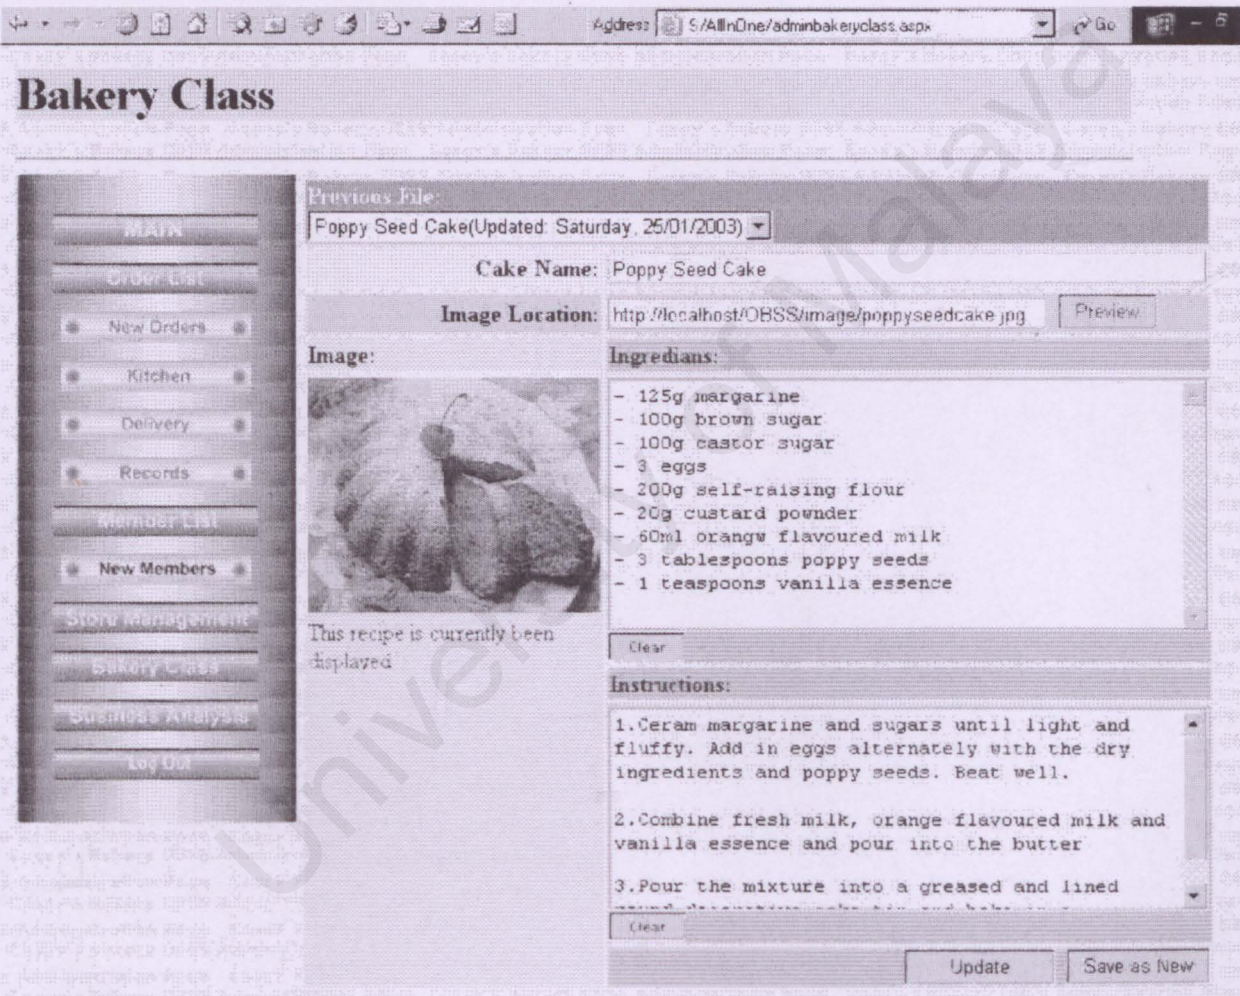 Address S/AllInOne/adminbakeryclass.aspx Go
Bakery Class
MAIN
Order List
New Orders
Kitchen
Delivery
Records
Member List
New Members
Store Management
Bakery Class
Business Analysis
Log Out
Previous File:
Poppy Seed Cake(Updated: Saturday, 25/01/2003)
Cake Name: Poppy Seed Cake
Image Location: http://localhost/OBSS/image/poppyseedcake.jpg Preview
Image:
This recipe is currently been
displayed
Ingredians:
- 125g margarine
- 100g brown sugar
- 100g castor sugar
- 3 eggs
- 200g self-raising flour
- 20g custard pownder
- 60ml orangw flavoured milk
- 3 tablespoons poppy seeds
- 1 teaspoons vanilla essence
Clear
Instructions:
1.Ceram margarine and sugars until light and
fluffy. Add in eggs alternately with the dry
ingredients and poppy seeds. Beat well.
2.Combine fresh milk, orange flavoured milk and
vanilla essence and pour into the butter
3.Pour the mixture into a greased and lined
Clear
Update Save as New
University of Malaya